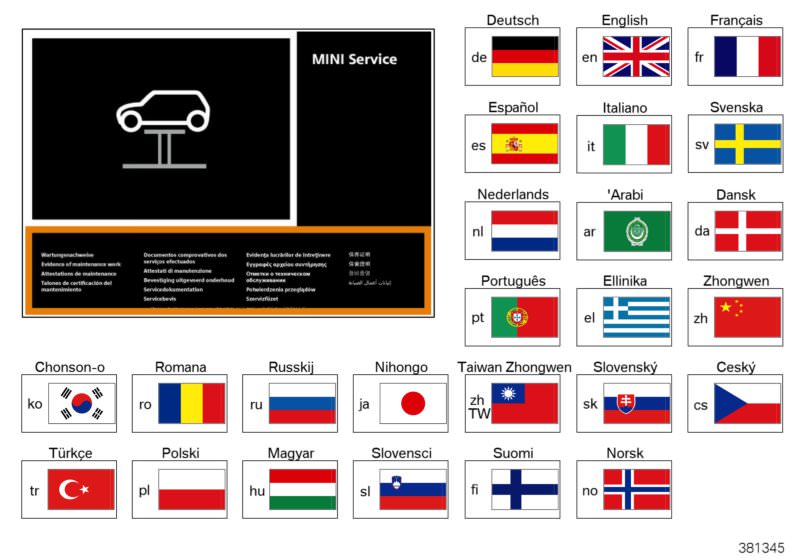 Deutsch English Français
de en fr
MINI Service
Español Italiano Svenska
es it sv
Nederlands 'Arabi Dansk
nl ar da
Wartungsnachweise
Evidence of maintenance work
Attestations de maintenance
Talones de certificación del
mantenimiento
Documentos comprovativos dos
serviços efectuados
Attestati di manutenzione
Bevestiging uitgevoerd onderhoud
Servicedokumentation
Servicebevis
Evidenţa lucrărilor de întreţinere
Εγγραφές αρχείου συντήρησης
Отметки о техническом
обслуживании
Potwierdzenia przeglądów
Szervizfüzet
保养证明
保養證明
정비증명
إثباتات أعمال الصيانة
Português Ellinika Zhongwen
pt el zh
Chonson-o Romana Russkij Nihongo Taiwan Zhongwen Slovenský Ceský
ko ro ru ja zh TW sk cs
Türkçe Polski Magyar Slovensci Suomi Norsk
tr pl hu sl fi no
381345